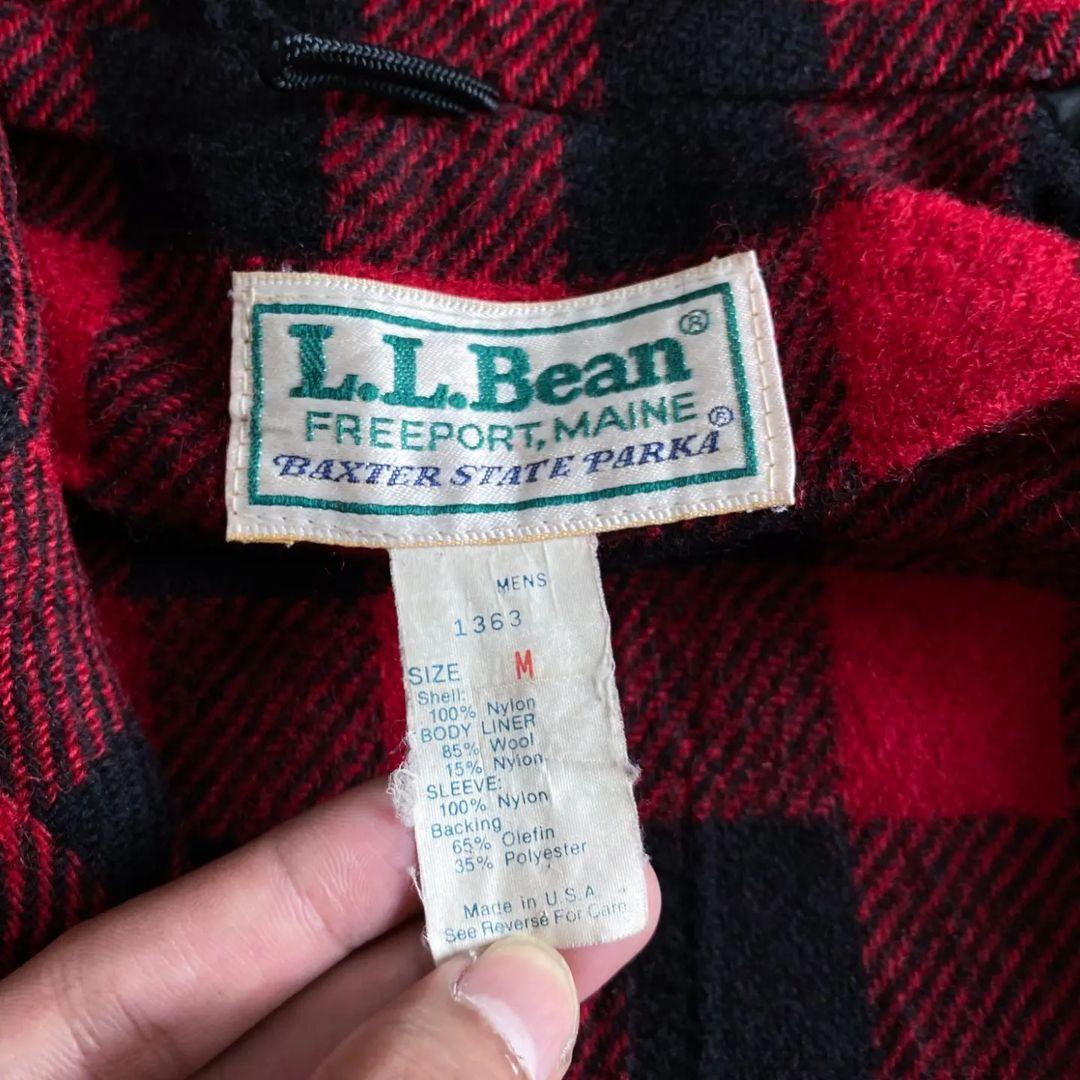 L.L.Bean®
FREEPORT, MAINE
BAXTER STATE PARKA®
MENS
1363
SIZE M
Shell:
100% Nylon
BODY LINER
85% Wool
15% Nylon
SLEEVE:
100% Nylon
Backing
65% Olefin
35% Polyester
Made in U.S.A.
See Reverse For Care